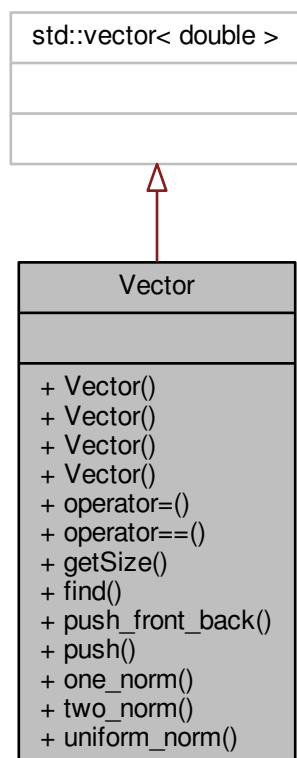 std::vector< double >
Vector
+ Vector()
+ Vector()
+ Vector()
+ Vector()
+ operator=()
+ operator==()
+ getSize()
+ find()
+ push_front_back()
+ push()
+ one_norm()
+ two_norm()
+ uniform_norm()